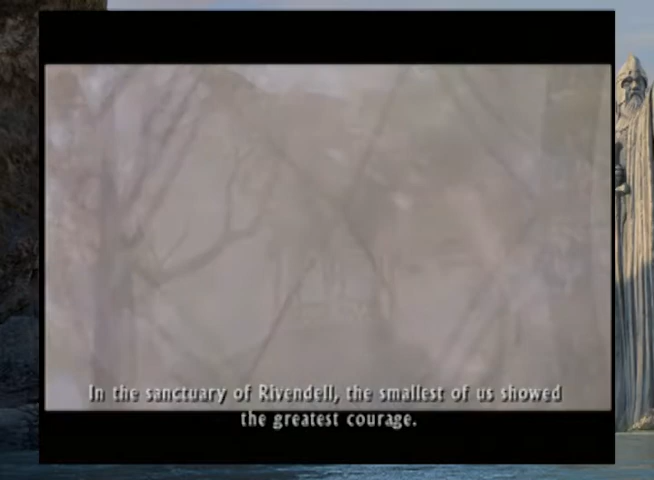 In the sanctuary of Rivendell, the smallest of us showed
the greatest courage.